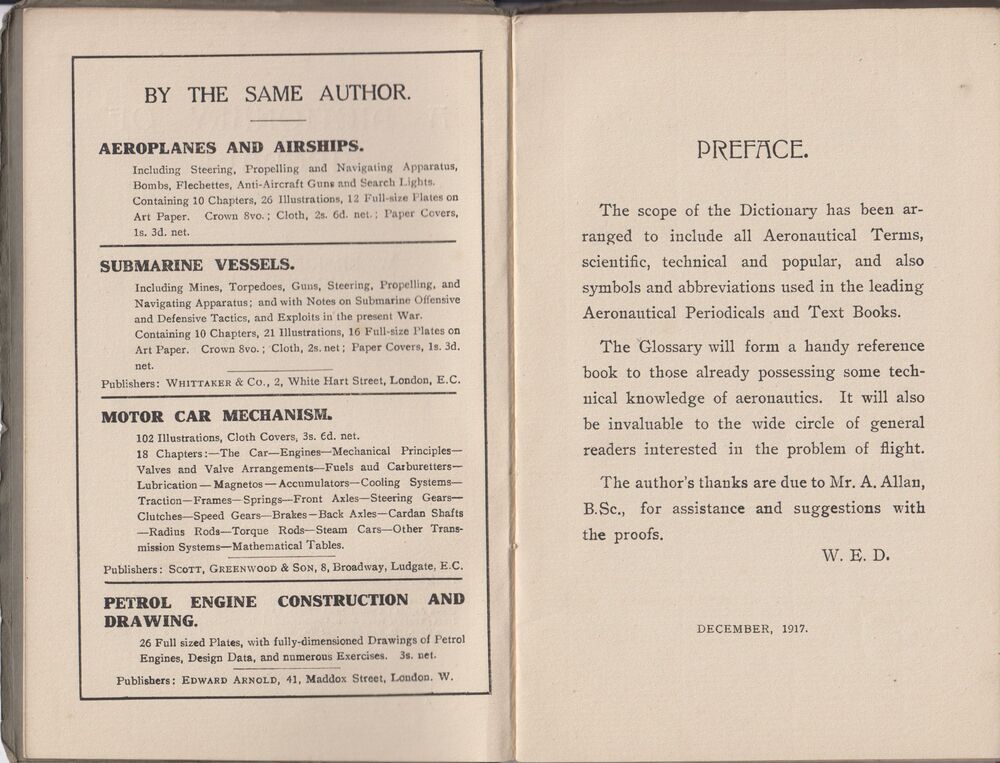 BY THE SAME AUTHOR.
AEROPLANES AND AIRSHIPS.
Including Steering, Propelling and Navigating Apparatus,
Bombs, Flechettes, Anti-Aircraft Guns and Search Lights.
Containing 10 Chapters, 26 Illustrations, 12 Full-size Plates on
Art Paper. Crown 8vo.; Cloth, 2s. 6d. net.; Paper Covers,
1s. 3d. net.
SUBMARINE VESSELS.
Including Mines, Torpedoes, Guns, Steering, Propelling, and
Navigating Apparatus; and with Notes on Submarine Offensive
and Defensive Tactics, and Exploits in the present War.
Containing 10 Chapters, 21 Illustrations, 16 Full-size Plates on
Art Paper. Crown 8vo.; Cloth, 2s. net; Paper Covers, 1s. 3d.
net.
Publishers: WHITTAKER & CO., 2, White Hart Street, London, E.C.
MOTOR CAR MECHANISM.
102 Illustrations, Cloth Covers, 3s. 6d. net.
18 Chapters:—The Car—Engines—Mechanical Principles—
Valves and Valve Arrangements—Fuels aud Carburetters—
Lubrication—Magnetos—Accumulators—Cooling Systems—
Traction—Frames—Springs—Front Axles—Steering Gears—
Clutches—Speed Gears—Brakes—Back Axles—Cardan Shafts
—Radius Rods—Torque Rods—Steam Cars—Other Trans-
mission Systems—Mathematical Tables.
Publishers: SCOTT, GREENWOOD & SON, 8, Broadway, Ludgate, E.C.
PETROL ENGINE CONSTRUCTION AND
DRAWING.
26 Full sized Plates, with fully-dimensioned Drawings of Petrol
Engines, Design Data, and numerous Exercises. 3s. net.
Publishers: EDWARD ARNOLD, 41, Maddox Street, London. W.
PREFACE.
The scope of the Dictionary has been ar-
ranged to include all Aeronautical Terms,
scientific, technical and popular, and also
symbols and abbreviations used in the leading
Aeronautical Periodicals and Text Books.
The Glossary will form a handy reference
book to those already possessing some tech-
nical knowledge of aeronautics. It will also
be invaluable to the wide circle of general
readers interested in the problem of flight.
The author's thanks are due to Mr. A. Allan,
B.Sc., for assistance and suggestions with
the proofs.
W. E. D.
DECEMBER, 1917.